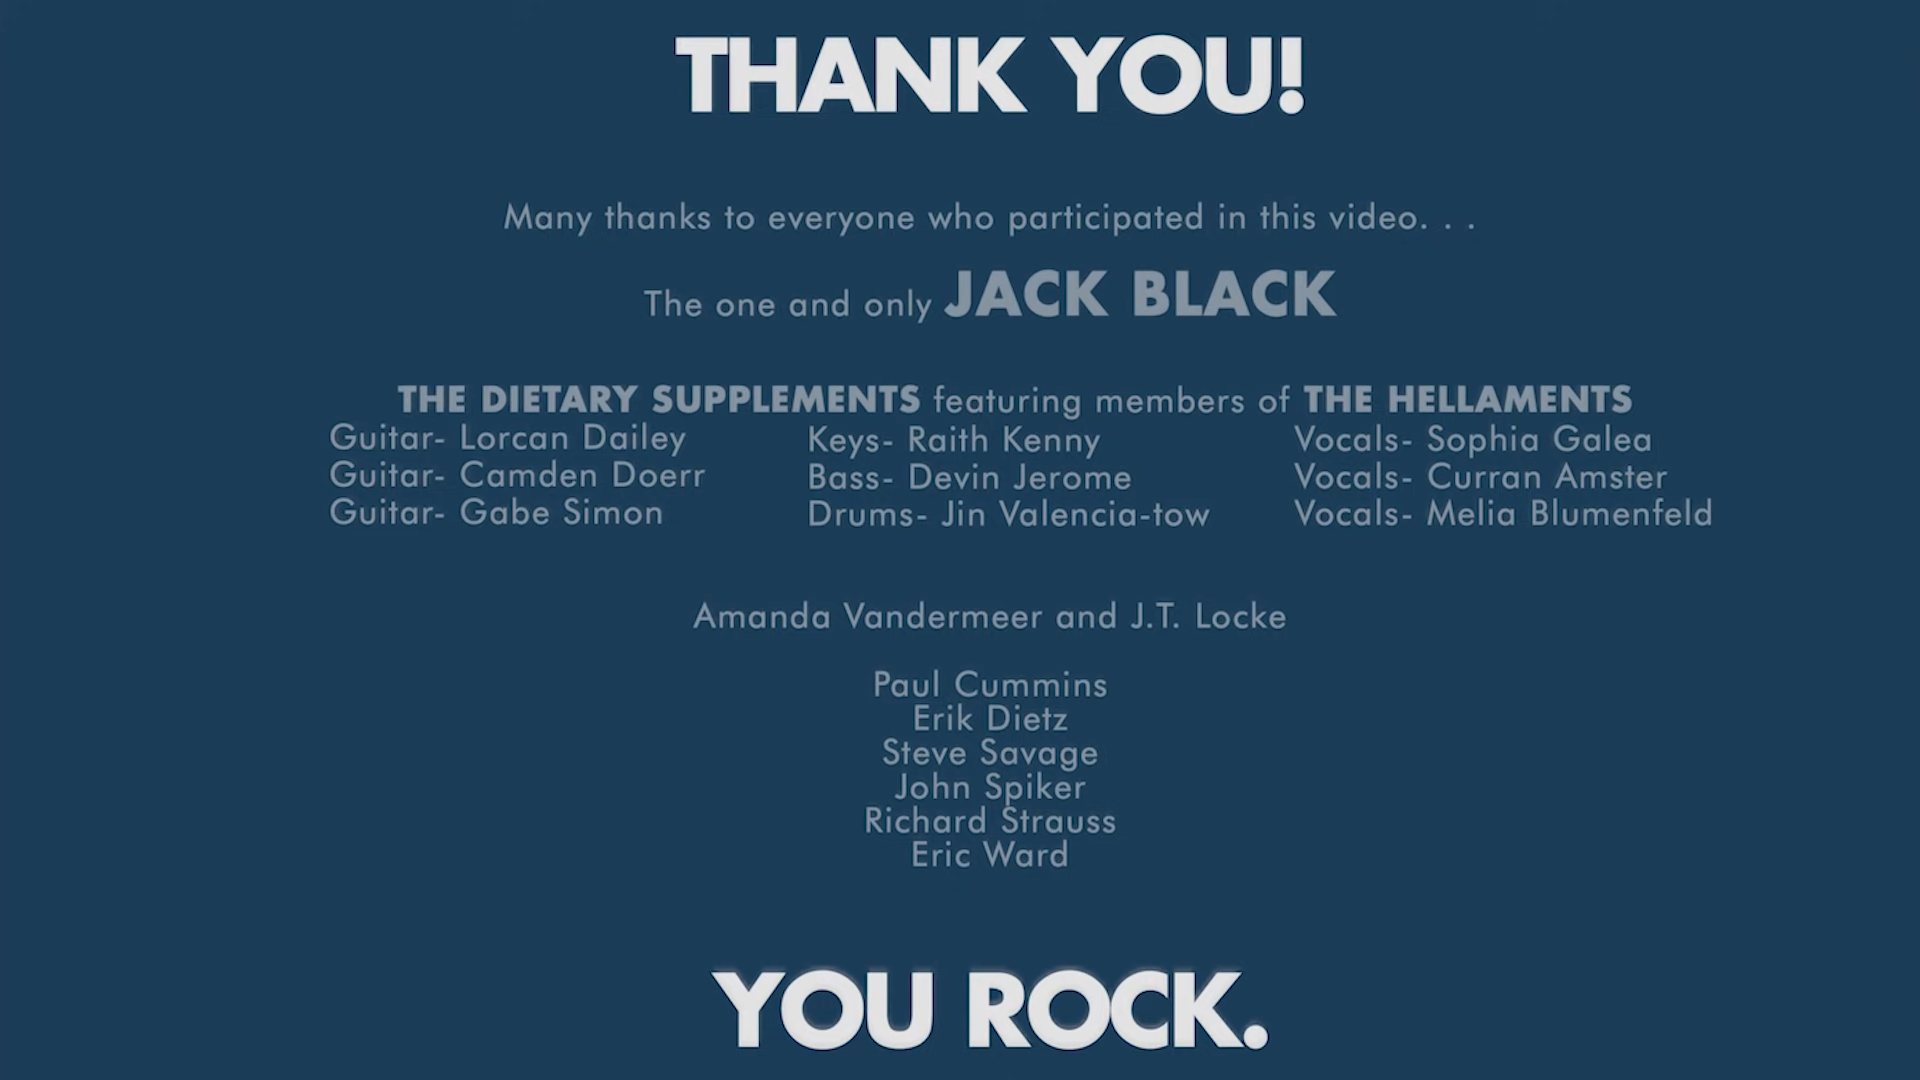 THANK YOU!
Many thanks to everyone who participated in this video. . .
The one and only JACK BLACK
THE DIETARY SUPPLEMENTS featuring members of THE HELLAMENTS
Guitar- Lorcan Dailey
Guitar- Camden Doerr
Guitar- Gabe Simon
Keys- Raith Kenny
Bass- Devin Jerome
Drums- Jin Valencia-tow
Vocals- Sophia Galea
Vocals- Curran Amster
Vocals- Melia Blumenfeld
Amanda Vandermeer and J.T. Locke
Paul Cummins
Erik Dietz
Steve Savage
John Spiker
Richard Strauss
Eric Ward
YOU ROCK.